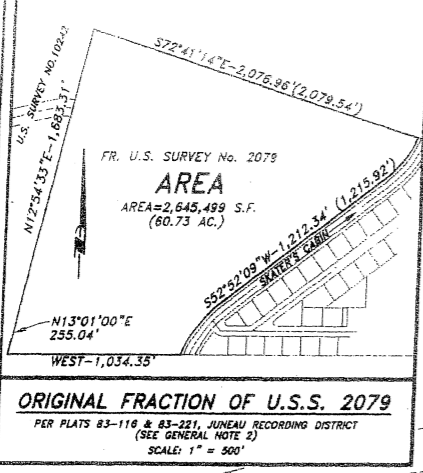 U.S. SURVEY NO.10242
S72°41'14"E-2,076.96'(2,079.54')
N12°54'33"E-1,683.31'
FR. U.S. SURVEY No. 2079
AREA
AREA=2,645,499 S.F.
(60.73 AC.)
S52°52'09"W-1,212.34' (1,215.92')
SKATER'S CABIN
N
N13°01'00"E
255.04'
WEST-1,034.35'
ORIGINAL FRACTION OF U.S.S. 2079
PER PLATS 83-116 & 83-221, JUNEAU RECORDING DISTRICT
(SEE GENERAL NOTE 2)
SCALE: 1" = 500'